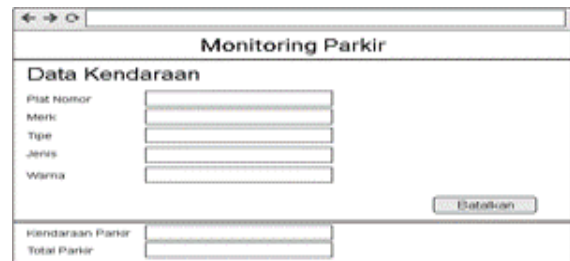 Monitoring Parkir
Data Kendaraan
Plat Nomor
Merk
Tipe
Jenis
Warna
Batalkan
Kendaraan Parkir
Total Parkir